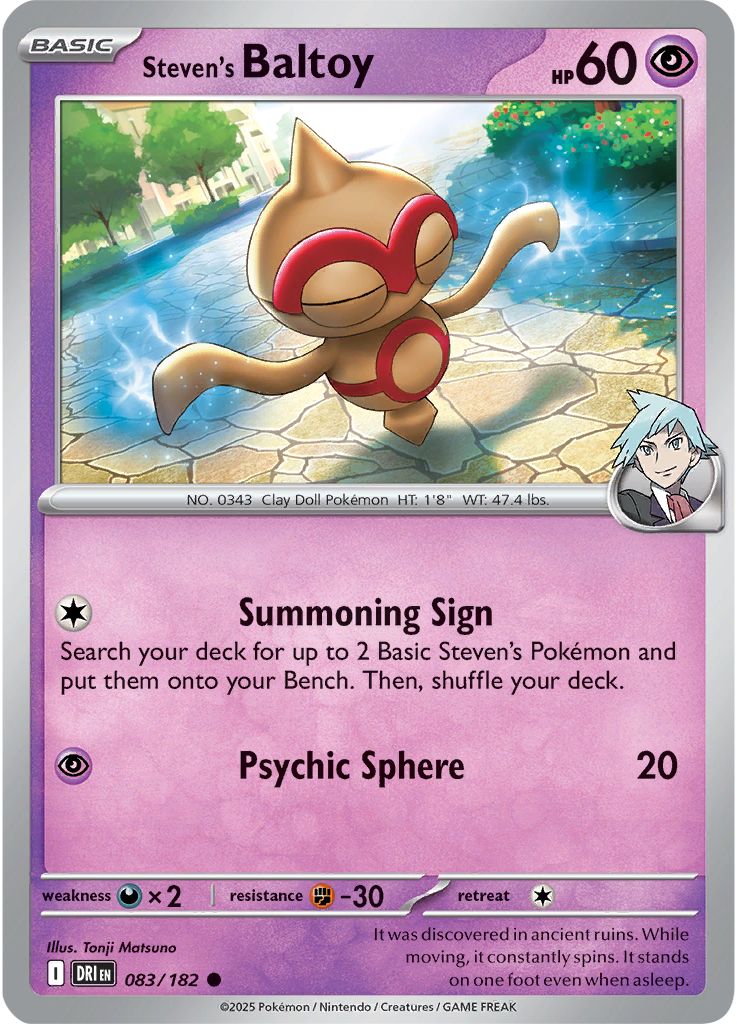 BASIC
Steven's Baltoy HP 60
NO. 0343 Clay Doll Pokémon HT: 1'8" WT: 47.4 lbs.
Summoning Sign
Search your deck for up to 2 Basic Steven's Pokémon and
put them onto your Bench. Then, shuffle your deck.
Psychic Sphere 20
weakness ×2 resistance -30 retreat
Illus. Tonji Matsuno
I DRI EN 083/182
It was discovered in ancient ruins. While
moving, it constantly spins. It stands
on one foot even when asleep.
©2025 Pokémon / Nintendo / Creatures / GAME FREAK